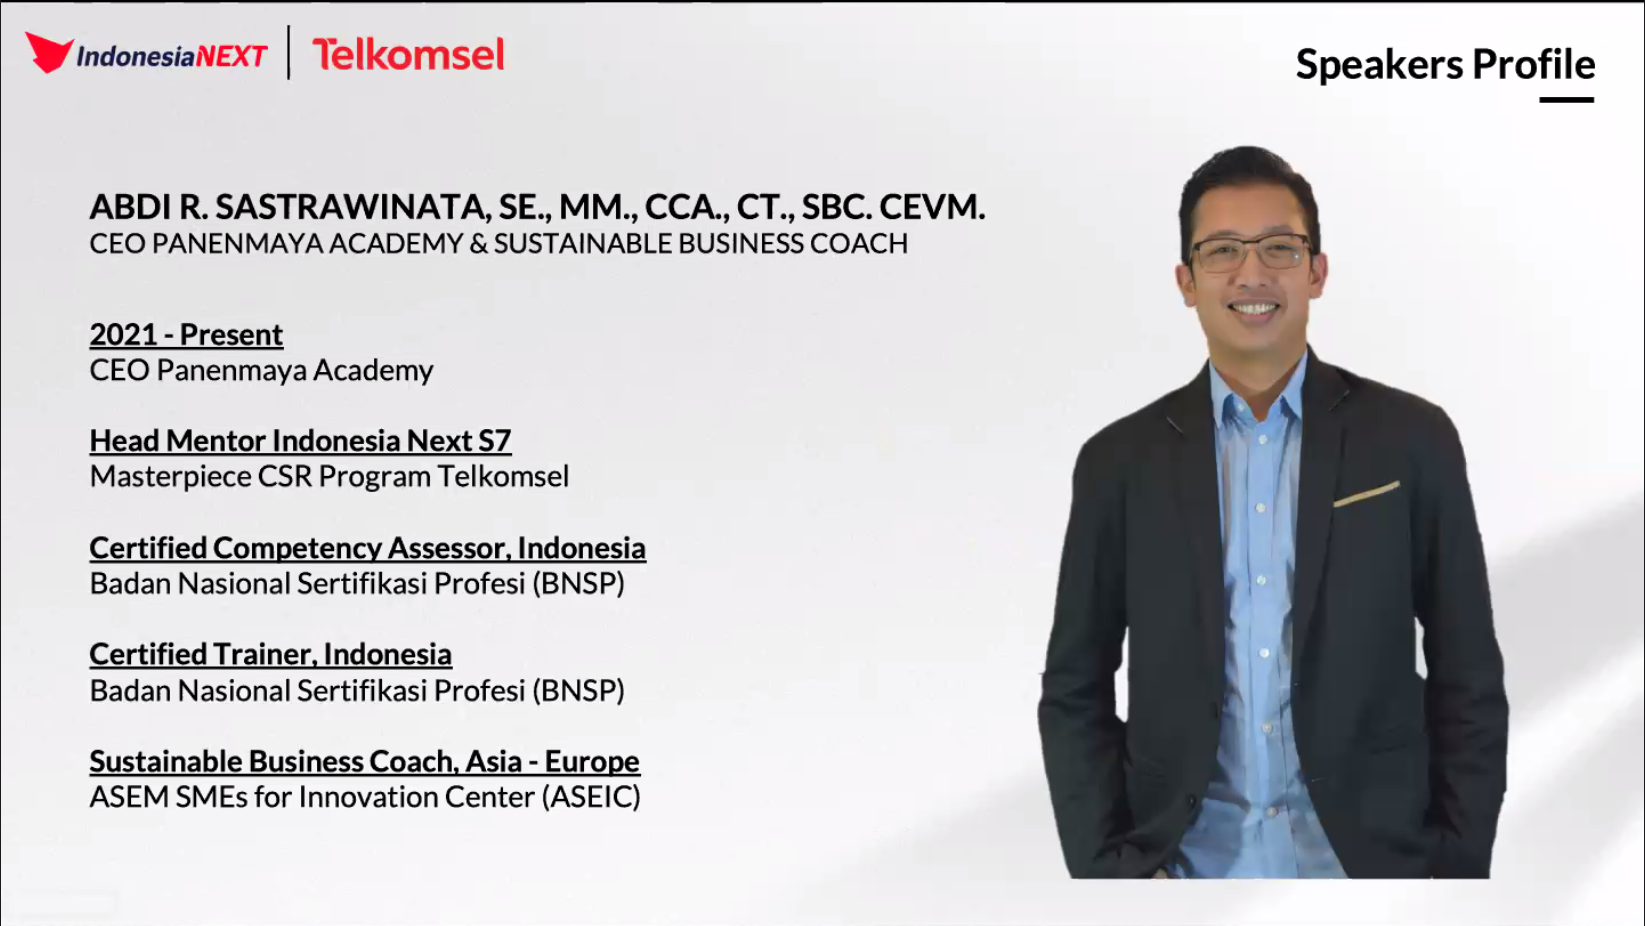 IndonesiaNEXT | Telkomsel
Speakers Profile
ABDI R. SASTRAWINATA, SE., MM., CCA., CT., SBC. CEVM.
CEO PANENMAYA ACADEMY & SUSTAINABLE BUSINESS COACH
2021 - Present
CEO Panenmaya Academy
Head Mentor Indonesia Next S7
Masterpiece CSR Program Telkomsel
Certified Competency Assessor, Indonesia
Badan Nasional Sertifikasi Profesi (BNSP)
Certified Trainer, Indonesia
Badan Nasional Sertifikasi Profesi (BNSP)
Sustainable Business Coach, Asia - Europe
ASEM SMEs for Innovation Center (ASEIC)